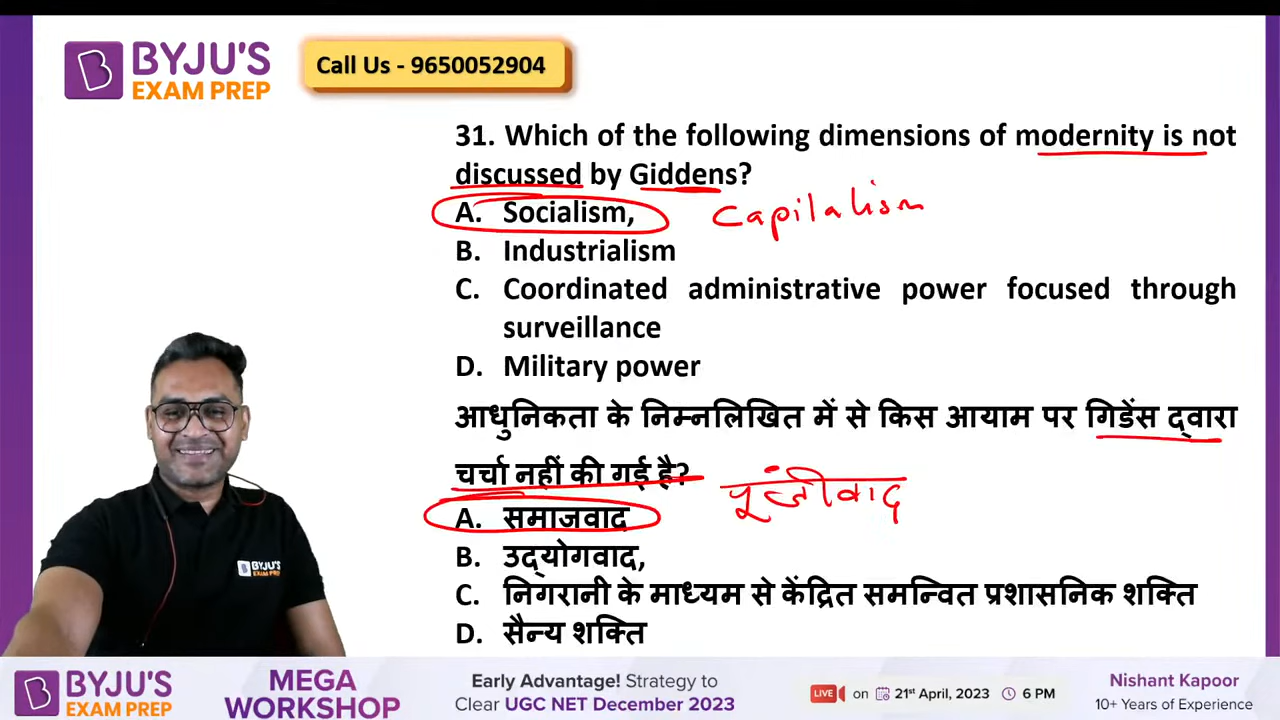 BYJU'S
EXAM PREP
Call Us - 9650052904
31. Which of the following dimensions of modernity is not
discussed by Giddens?
A. Socialism,
Capitalism
B. Industrialism
C. Coordinated administrative power focused through
surveillance
D. Military power
आधुनिकता के निम्नलिखित में से किस आयाम पर गिडेंस द्वारा
चर्चा नहीं की गई है?
पूंजीवाद
A. समाजवाद
B. उद्योगवाद,
C. निगरानी के माध्यम से केंद्रित समन्वित प्रशासनिक शक्ति
D. सैन्य शक्ति
BYJU'S
EXAM PREP
BYJU'S
EXAM PREP
MEGA
WORKSHOP
Early Advantage! Strategy to
Clear UGC NET December 2023
LIVE on 21st April, 2023 6 PM
Nishant Kapoor
10+ Years of Experience